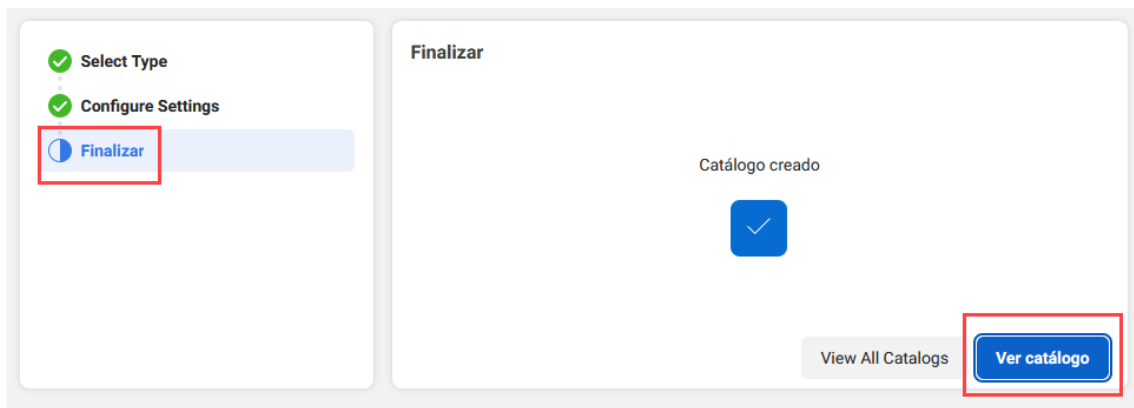 Select Type
Configure Settings
Finalizar
Finalizar
Catálogo creado
View All Catalogs
Ver catálogo